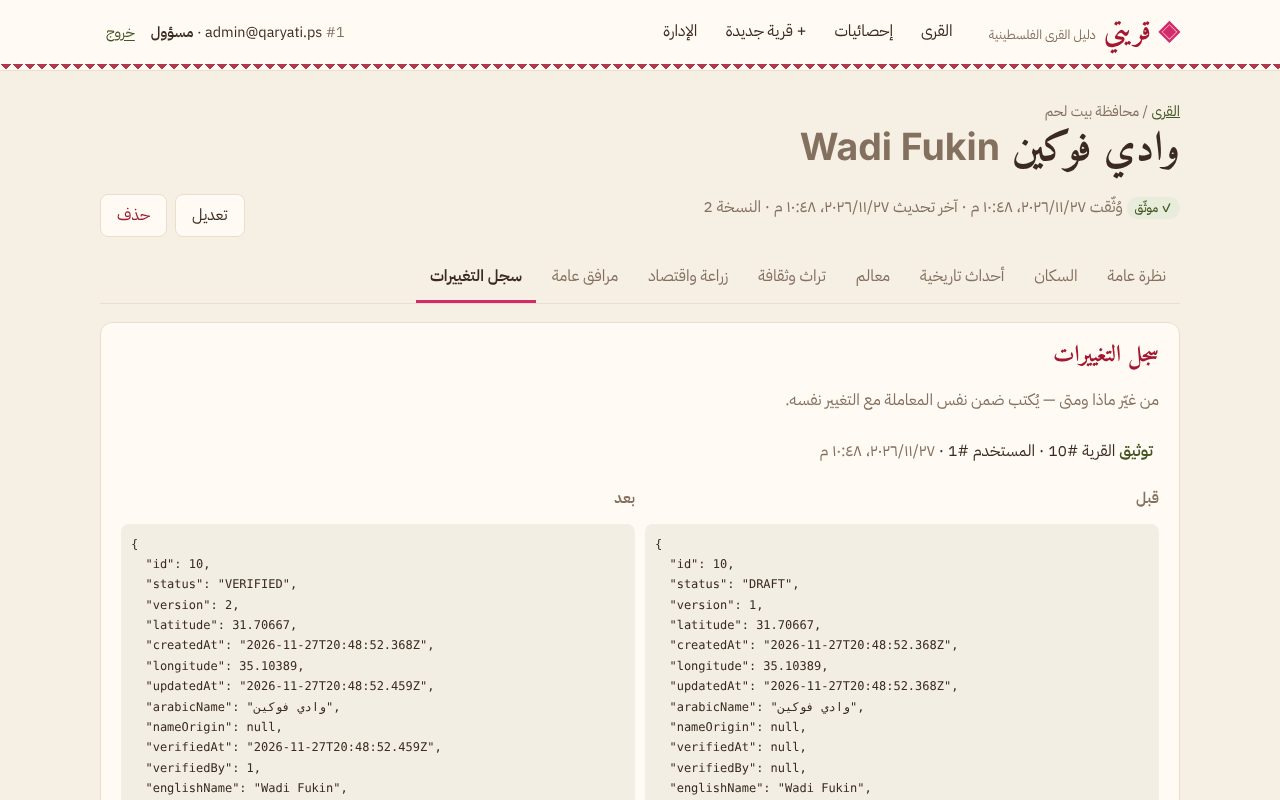 قريتي دليل القرى الفلسطينية القرى إحصائيات + قرية جديدة الإدارة #1 admin@qaryati.ps · مسؤول خروج
القرى / محافظة بيت لحم
وادي فوكين Wadi Fukin
✓ موثّق وُثّقت ٢٠٢٦/١١/٢٧، ١٠:٤٨ م · آخر تحديث ٢٠٢٦/١١/٢٧، ١٠:٤٨ م · النسخة 2
تعديل حذف
نظرة عامة السكان أحداث تاريخية معالم تراث وثقافة زراعة واقتصاد مرافق عامة سجل التغييرات
سجل التغييرات
من غيّر ماذا ومتى — يُكتب ضمن نفس المعاملة مع التغيير نفسه.
توثيق القرية #10 · المستخدم #1 · ٢٠٢٦/١١/٢٧، ١٠:٤٨ م
قبل
{
"id": 10,
"status": "DRAFT",
"version": 1,
"latitude": 31.70667,
"createdAt": "2026-11-27T20:48:52.368Z",
"longitude": 35.10389,
"updatedAt": "2026-11-27T20:48:52.368Z",
"arabicName": "وادي فوكين",
"nameOrigin": null,
"verifiedAt": null,
"verifiedBy": null,
"englishName": "Wadi Fukin",
بعد
{
"id": 10,
"status": "VERIFIED",
"version": 2,
"latitude": 31.70667,
"createdAt": "2026-11-27T20:48:52.368Z",
"longitude": 35.10389,
"updatedAt": "2026-11-27T20:48:52.459Z",
"arabicName": "وادي فوكين",
"nameOrigin": null,
"verifiedAt": "2026-11-27T20:48:52.459Z",
"verifiedBy": 1,
"englishName": "Wadi Fukin",